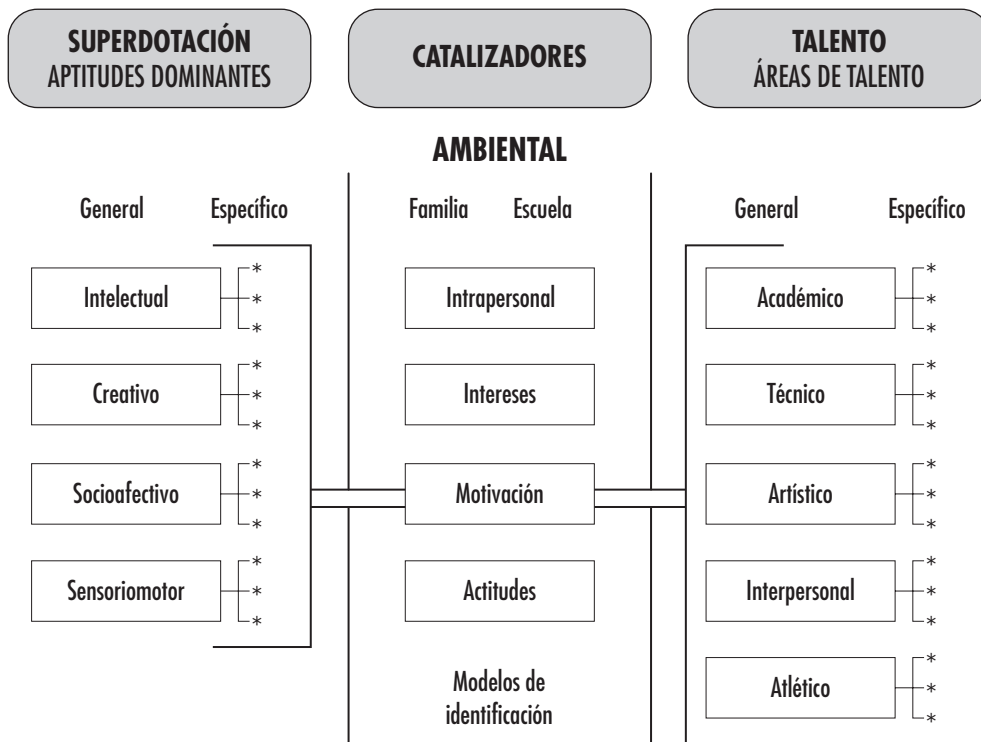 SUPERDOTACIÓN
APTITUDES DOMINANTES
CATALIZADORES
TALENTO
ÁREAS DE TALENTO
AMBIENTAL
General Específico
Familia Escuela
General Específico
Intelectual
*
*
*
Intrapersonal
Académico
*
*
*
Creativo
*
*
*
Intereses
Técnico
*
*
*
Socioafectivo
*
*
*
Motivación
Artístico
*
*
*
Sensoriomotor
*
*
*
Actitudes
Interpersonal
*
*
*
Modelos de
identificación
Atlético
*
*
*